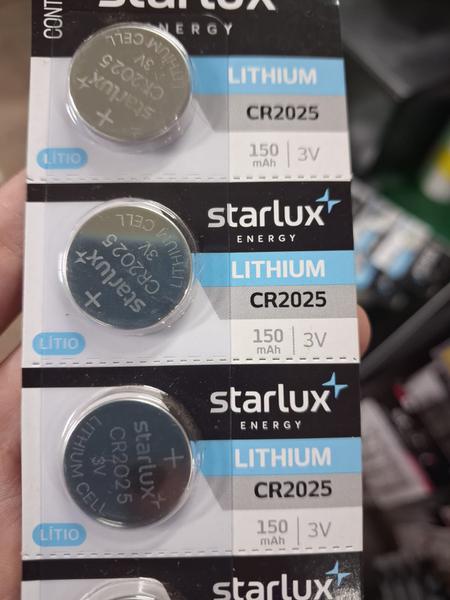 CONT
starlux
ENERGY
LITHIUM CELL
3V
CR2025
starlux
+
LITHIUM
CR2025
150 mAh | 3V
LÍTIO
starlux
ENERGY
LITHIUM CELL
3V
CR2025
starlux
+
LITHIUM
CR2025
150 mAh | 3V
LÍTIO
starlux
ENERGY
starlux
+
CR2025
3V
LITHIUM CELL
LITHIUM
CR2025
150 mAh | 3V
LÍTIO
starlux